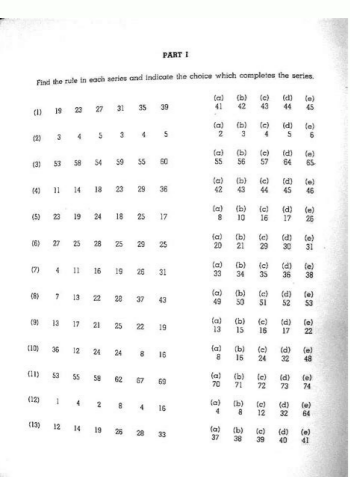 PART I
Find the rule in each series and indicate the choice which completes the series.
(a) (b) (c) (d) (e)
(1) 19 23 27 31 35 39 41 42 43 44 45
(a) (b) (c) (d) (e)
(2) 3 4 5 3 4 5 2 3 4 5 6
(a) (b) (c) (d) (e)
(3) 53 58 54 59 55 60 55 56 57 64 65
(a) (b) (c) (d) (e)
(4) 11 14 18 23 29 36 42 43 44 45 46
(a) (b) (c) (d) (e)
(5) 23 19 24 18 25 17 8 10 16 17 26
(a) (b) (c) (d) (e)
(6) 27 25 28 25 29 25 20 21 29 30 31
(a) (b) (c) (d) (e)
(7) 4 11 16 19 26 31 33 34 35 36 38
(a) (b) (c) (d) (e)
(8) 7 13 22 28 37 43 49 50 51 52 53
(a) (b) (c) (d) (e)
(9) 13 17 21 25 22 19 13 15 16 17 22
(a) (b) (c) (d) (e)
(10) 36 12 24 24 8 16 8 16 24 32 48
(a) (b) (c) (d) (e)
(11) 53 55 58 62 67 69 70 71 72 73 74
(a) (b) (c) (d) (e)
(12) 1 4 2 8 4 16 4 8 12 32 64
(a) (b) (c) (d) (e)
(13) 12 14 19 26 28 33 37 38 39 40 41